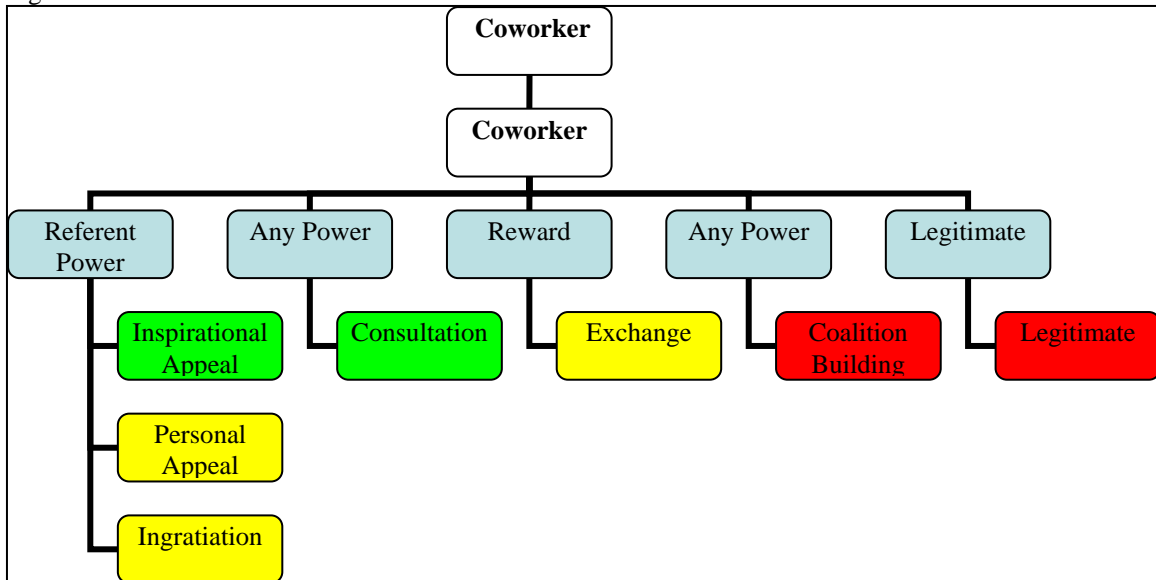 Coworker
Coworker
Referent
Power
Any Power
Reward
Any Power
Legitimate
Inspirational
Appeal
Consultation
Exchange
Coalition
Building
Legitimate
Personal
Appeal
Ingratiation